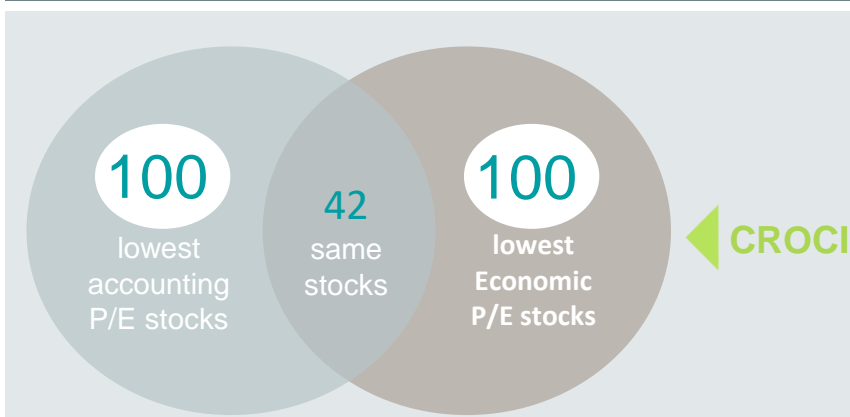 100
lowest
accounting
P/E stocks
42
same
stocks
100
lowest
Economic
P/E stocks
CROCI